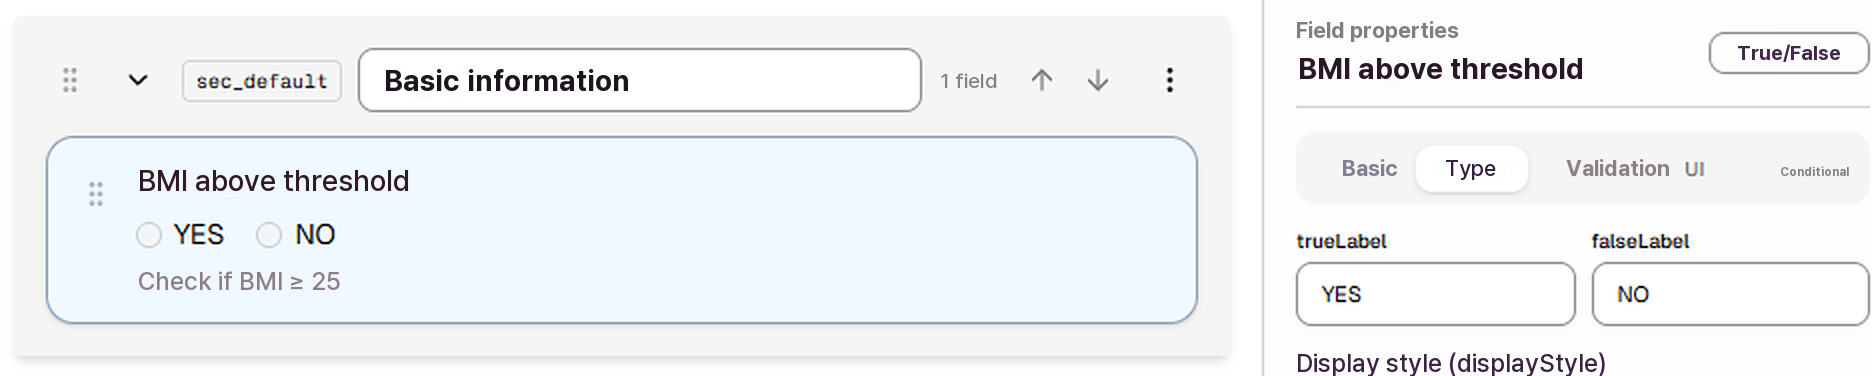 sec_default
Basic information
1 field
BMI above threshold
YES
NO
Check if BMI ≥ 25
Field properties
BMI above threshold
True/False
Basic
Type
Validation
UI
Conditional
trueLabel
falseLabel
YES
NO
Display style (displayStyle)